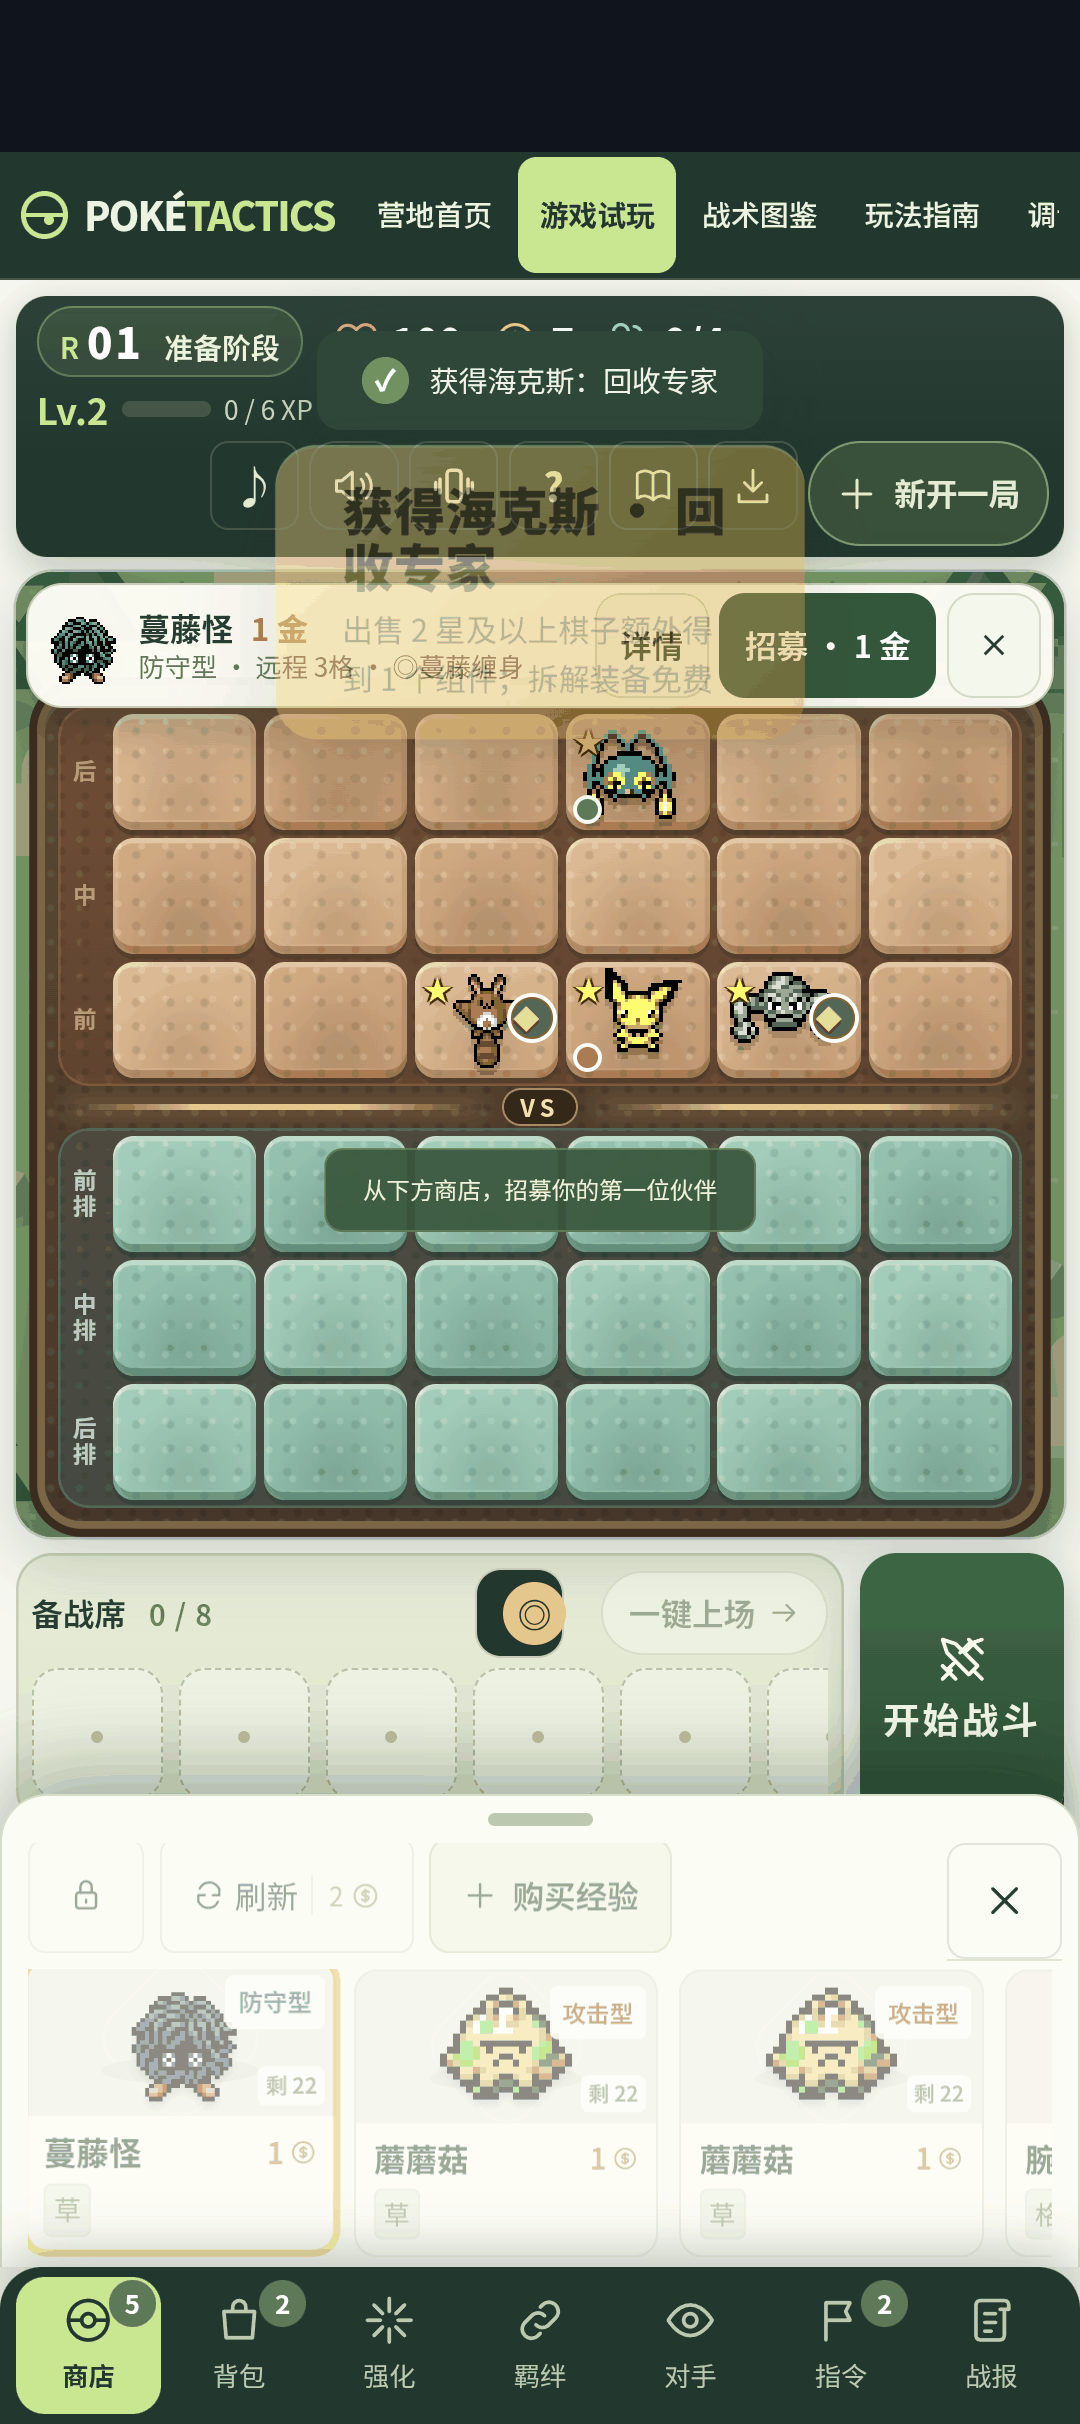 POKÉTACTICS 营地首页 游戏试玩 战术图鉴 玩法指南 调
R 01 准备阶段
获得海克斯：回收专家
Lv.2 0 / 6 XP
? 新开一局
获得海克斯 · 回
收专家
蔓藤怪 1 金
防守型 · 远程 3格 · ◎蔓藤缠身
出售 2 星及以上棋子额外得
到 1 个组件，拆解装备免费
详情 招募 · 1 金 ×
后
中
前
VS
前排
从下方商店，招募你的第一位伙伴
中排
后排
备战席 0 / 8 一键上场 →
开始战斗
刷新 2 购买经验
防守型 攻击型 攻击型
剩 22 剩 22 剩 22
蔓藤怪 1 蘑蘑菇 1 蘑蘑菇 1 腕
草 草 草 格
5 2 2
商店 背包 强化 羁绊 对手 指令 战报